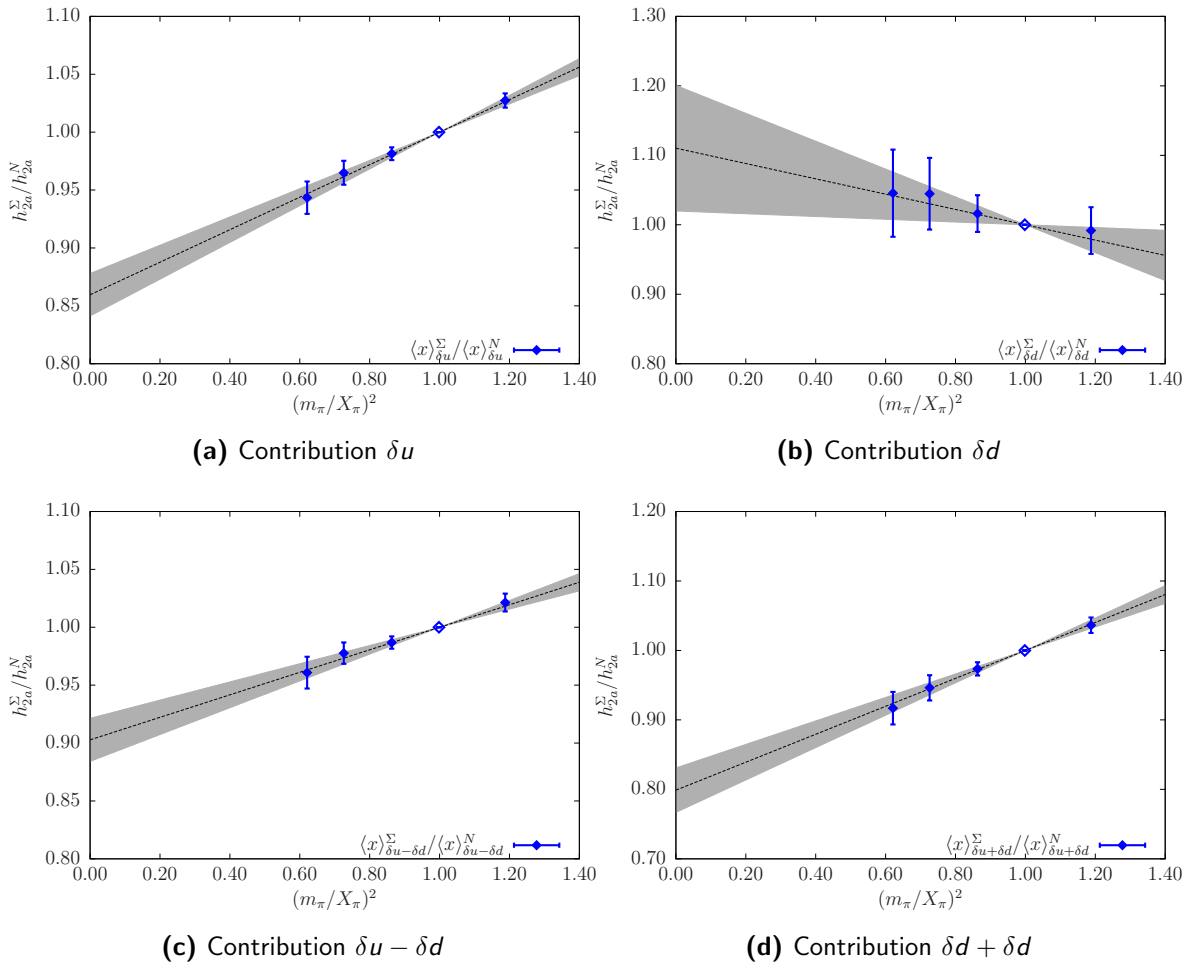 1.10
1.05
1.00
0.95
0.90
0.85
0.80
h^Σ_{2a}/h^N_{2a}
⟨x⟩^Σ_{δu}/⟨x⟩^N_{δu}
0.00 0.20 0.40 0.60 0.80 1.00 1.20 1.40
(m_π/X_π)^2
(a) Contribution δu
1.30
1.20
1.10
1.00
0.90
0.80
h^Σ_{2a}/h^N_{2a}
⟨x⟩^Σ_{δd}/⟨x⟩^N_{δd}
0.00 0.20 0.40 0.60 0.80 1.00 1.20 1.40
(m_π/X_π)^2
(b) Contribution δd
1.10
1.05
1.00
0.95
0.90
0.85
0.80
h^Σ_{2a}/h^N_{2a}
⟨x⟩^Σ_{δu−δd}/⟨x⟩^N_{δu−δd}
0.00 0.20 0.40 0.60 0.80 1.00 1.20 1.40
(m_π/X_π)^2
(c) Contribution δu − δd
1.20
1.10
1.00
0.90
0.80
0.70
h^Σ_{2a}/h^N_{2a}
⟨x⟩^Σ_{δu+δd}/⟨x⟩^N_{δu+δd}
0.00 0.20 0.40 0.60 0.80 1.00 1.20 1.40
(m_π/X_π)^2
(d) Contribution δd + δd